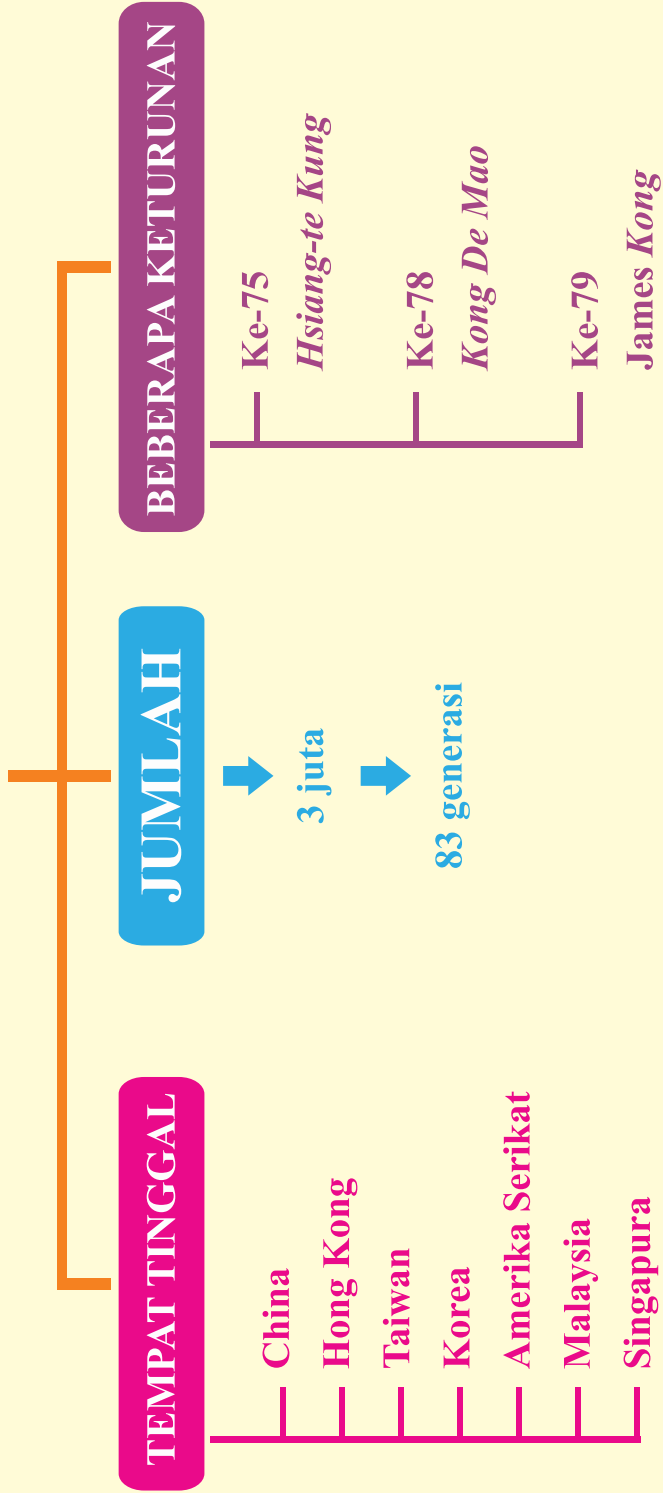 TEMPAT TINGGAL
China
Hong Kong
Taiwan
Korea
Amerika Serikat
Malaysia
Singapura
JUMLAH
3 juta
83 generasi
BEBERAPA KETURUNAN
Ke-75
Hsiang-te Kung
Ke-78
Kong De Mao
Ke-79
James Kong